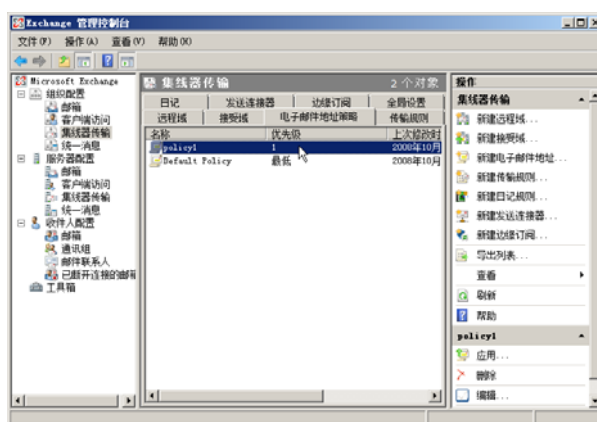 Exchange 管理控制台
文件(F) 操作(A) 查看(V) 帮助(H)
Microsoft Exchange
组织配置
邮箱
客户端访问
集线器传输
统一消息
服务器配置
邮箱
客户端访问
集线器传输
统一消息
收件人配置
邮箱
通讯组
邮件联系人
已断开连接的邮箱
工具箱
集线器传输 2 个对象
日记 发送连接器 边缘订阅 全局设置
远程域 接受域 电子邮件地址策略 传输规则
名称 优先级 上次修改时
policy1 1 2008年10月
Default Policy 最低 2008年10月
操作
集线器传输
新建远程域...
新建接受域...
新建电子邮件地址...
新建传输规则...
新建日记规则...
新建发送连接器...
新建边缘订阅...
导出列表...
查看
刷新
帮助
policy1
应用...
删除
编辑...